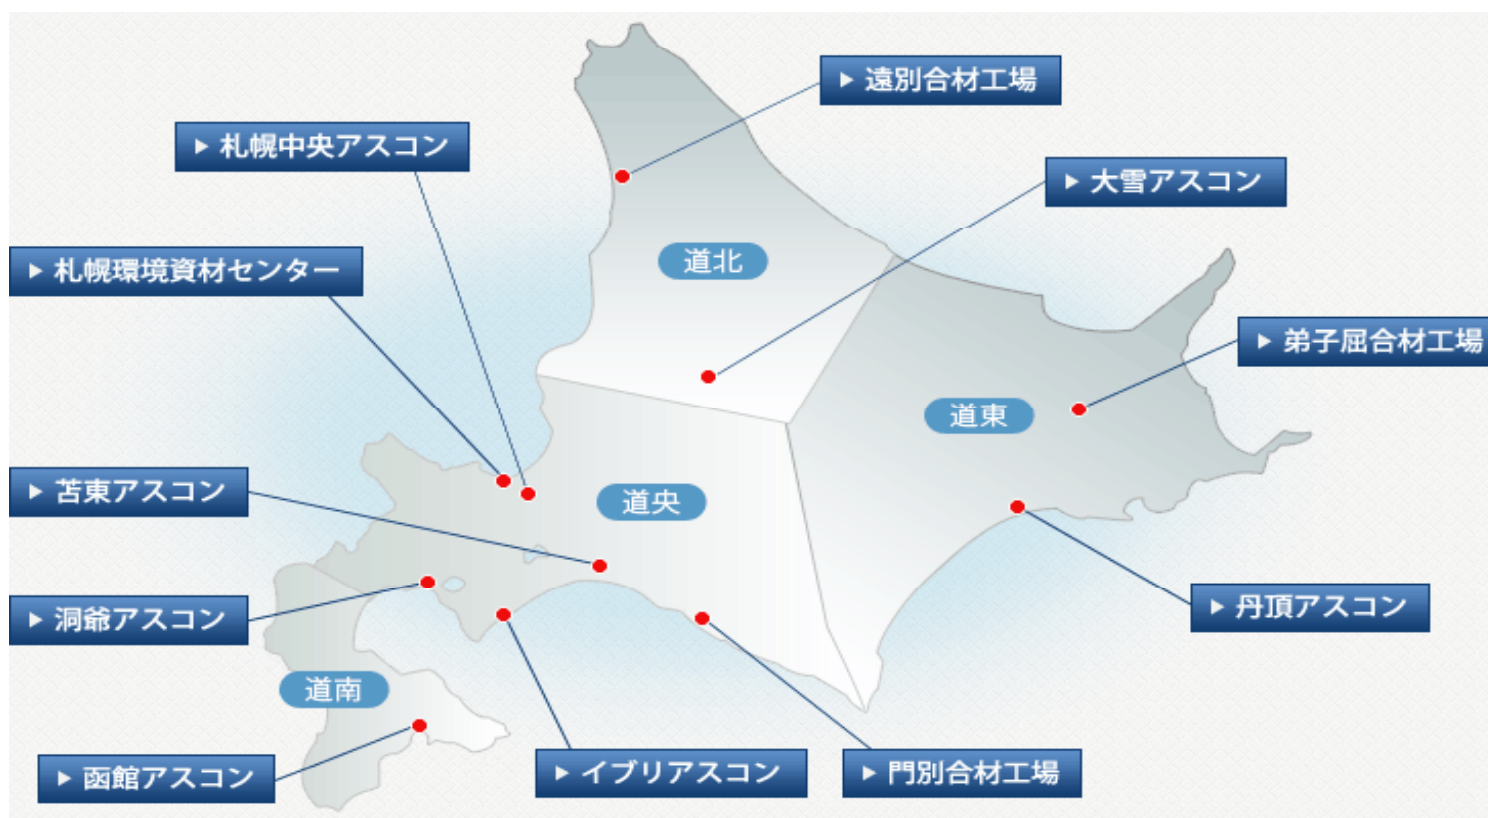 遠別合材工場
札幌中央アスコン
大雪アスコン
道北
札幌環境資材センター
弟子屈合材工場
道東
苫東アスコン
道央
洞爺アスコン
丹頂アスコン
道南
函館アスコン
イブリアスコン
門別合材工場